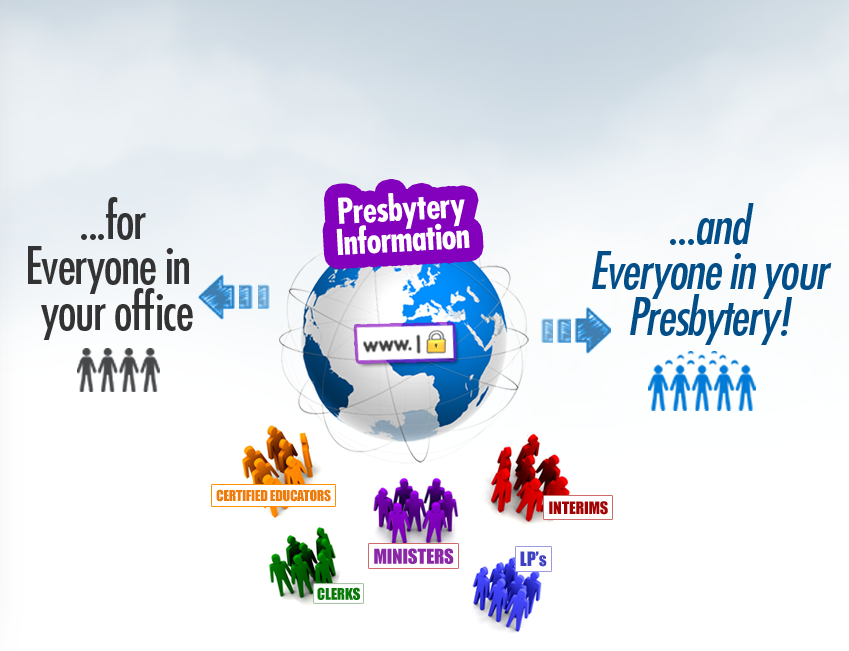 ...for
Everyone in
your office
Presbytery
Information
www.|
...and
Everyone in your
Presbytery!
CERTIFIED EDUCATORS
INTERIMS
MINISTERS
LP's
CLERKS